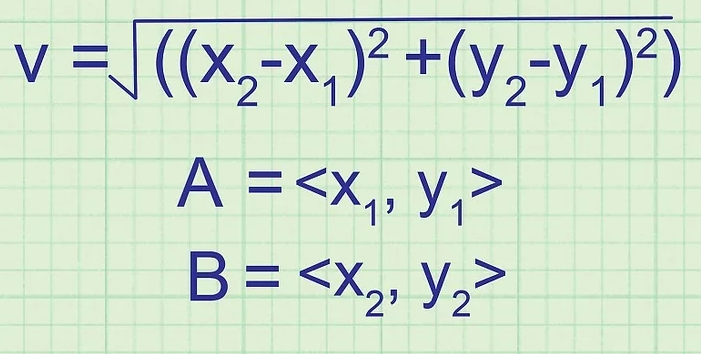 v = √((x₂-x₁)² +(y₂-y₁)²)
A = <x₁, y₁>
B = <x₂, y₂>